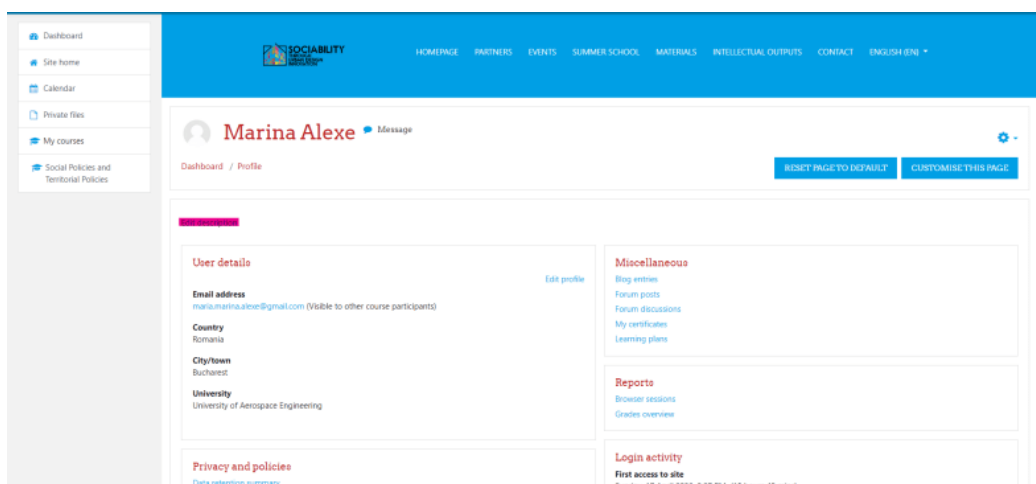 Dashboard
Site home
Calendar
Private files
My courses
Social Policies and
Territorial Policies
SOCIABILITY
HOMEPAGE PARTNERS EVENTS SUMMER SCHOOL MATERIALS INTELLECTUAL OUTPUTS CONTACT ENGLISH (EN)
Marina Alexe Message
Dashboard / Profile
RESET PAGE TO DEFAULT CUSTOMISE THIS PAGE
Edit description
User details
Edit profile
Email address
maria.marina.alexe@gmail.com (Visible to other course participants)
Country
Romania
City/town
Bucharest
University
University of Aerospace Engineering
Privacy and policies
Data retention summary
Miscellaneous
Blog entries
Forum posts
Forum discussions
My certificates
Learning plans
Reports
Browser sessions
Grades overview
Login activity
First access to site